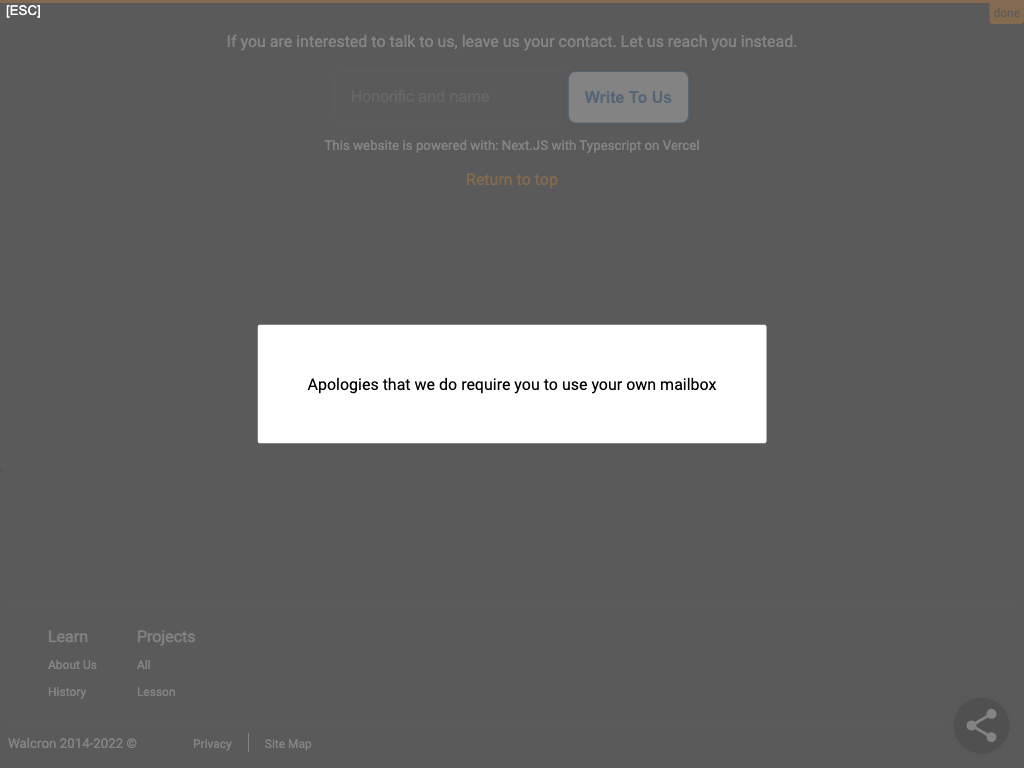 [ESC]
done
If you are interested to talk to us, leave us your contact. Let us reach you instead.
Honorific and name
Write To Us
This website is powered with: Next.JS with Typescript on Vercel
Return to top
Apologies that we do require you to use your own mailbox
Learn
Projects
About Us
All
History
Lesson
Walcron 2014-2022 ©
Privacy
Site Map